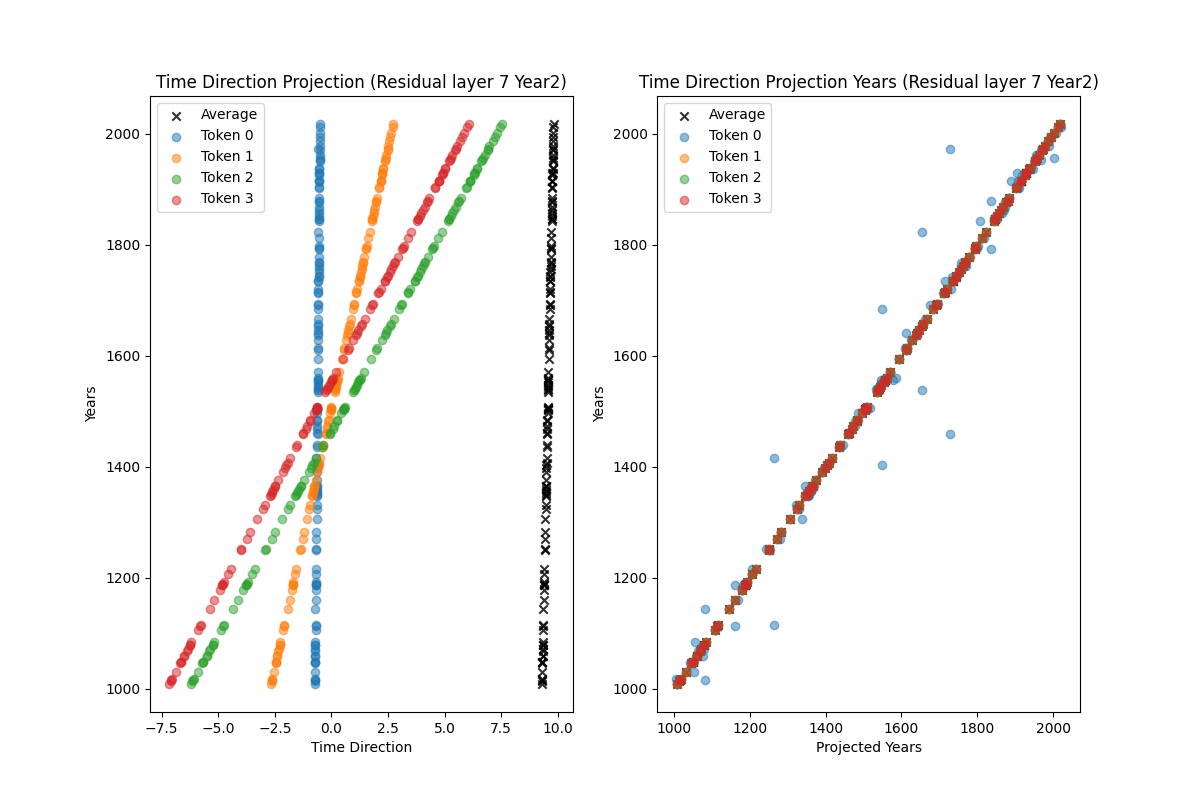 Time Direction Projection (Residual layer 7 Year2)
Average
Token 0
Token 1
Token 2
Token 3
2000
1800
1600
1400
1200
1000
Years
−7.5 −5.0 −2.5 0.0 2.5 5.0 7.5 10.0
Time Direction
Time Direction Projection Years (Residual layer 7 Year2)
Average
Token 0
Token 1
Token 2
Token 3
2000
1800
1600
1400
1200
1000
Years
1000 1200 1400 1600 1800 2000
Projected Years